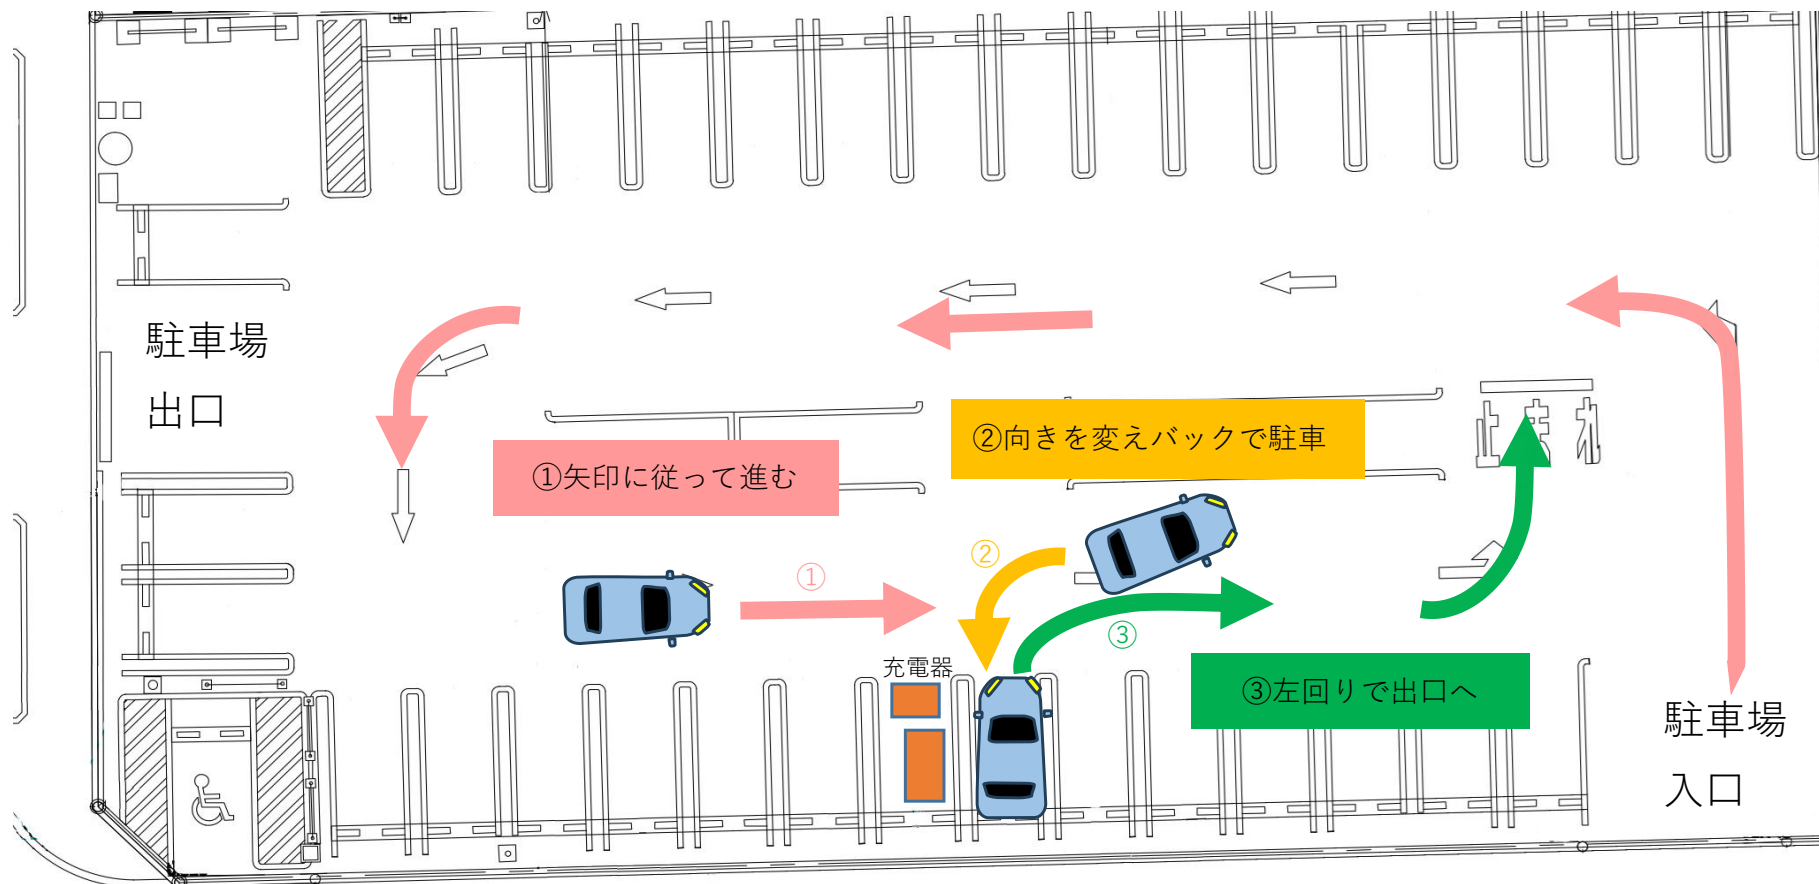 駐車場
出口
①矢印に従って進む
②向きを変えバックで駐車
①
②
③
充電器
③左回りで出口へ
駐車場
入口